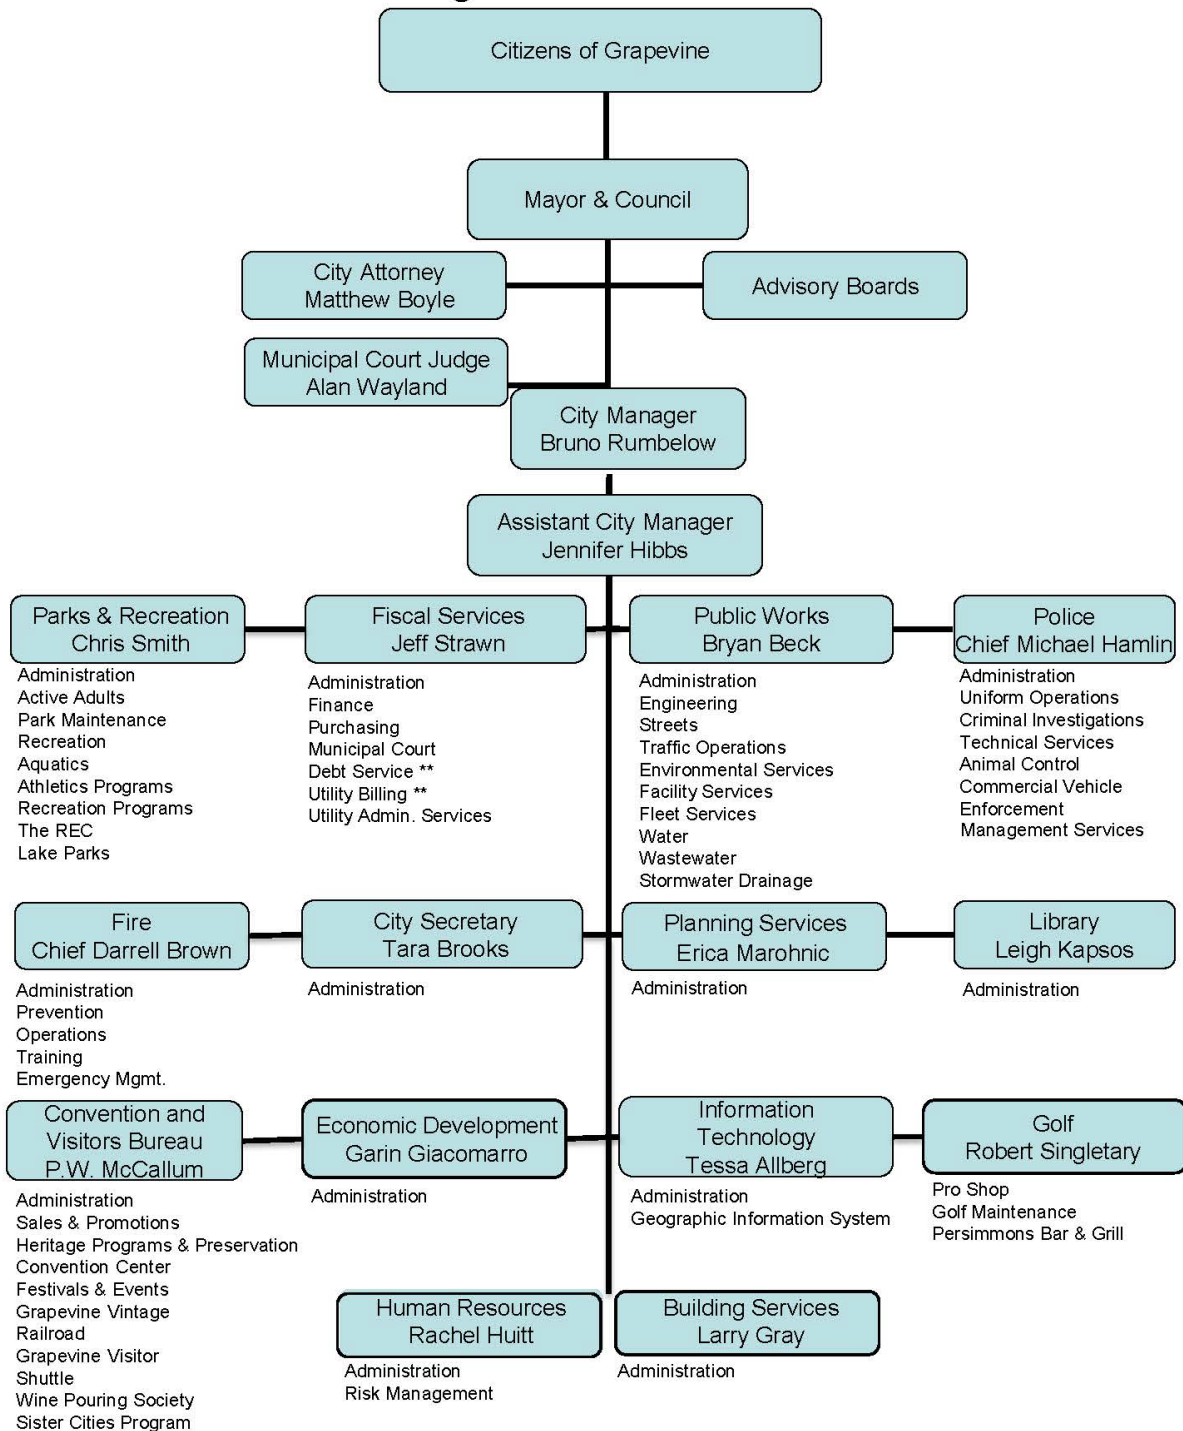 Citizens of Grapevine
Mayor & Council
City Attorney
Matthew Boyle
Advisory Boards
Municipal Court Judge
Alan Wayland
City Manager
Bruno Rumbelow
Assistant City Manager
Jennifer Hibbs
Parks & Recreation
Chris Smith
Administration
Active Adults
Park Maintenance
Recreation
Aquatics
Athletics Programs
Recreation Programs
The REC
Lake Parks
Fiscal Services
Jeff Strawn
Administration
Finance
Purchasing
Municipal Court
Debt Service **
Utility Billing **
Utility Admin. Services
Public Works
Bryan Beck
Administration
Engineering
Streets
Traffic Operations
Environmental Services
Facility Services
Fleet Services
Water
Wastewater
Stormwater Drainage
Police
Chief Michael Hamlin
Administration
Uniform Operations
Criminal Investigations
Technical Services
Animal Control
Commercial Vehicle
Enforcement
Management Services
Fire
Chief Darrell Brown
Administration
Prevention
Operations
Training
Emergency Mgmt.
City Secretary
Tara Brooks
Administration
Planning Services
Erica Marohnic
Administration
Library
Leigh Kapsos
Administration
Convention and
Visitors Bureau
P.W. McCallum
Administration
Sales & Promotions
Heritage Programs & Preservation
Convention Center
Festivals & Events
Grapevine Vintage
Railroad
Grapevine Visitor
Shuttle
Wine Pouring Society
Sister Cities Program
Economic Development
Garin Giacomarro
Administration
Information
Technology
Tessa Allberg
Administration
Geographic Information System
Golf
Robert Singletary
Pro Shop
Golf Maintenance
Persimmons Bar & Grill
Human Resources
Rachel Huitt
Administration
Risk Management
Building Services
Larry Gray
Administration